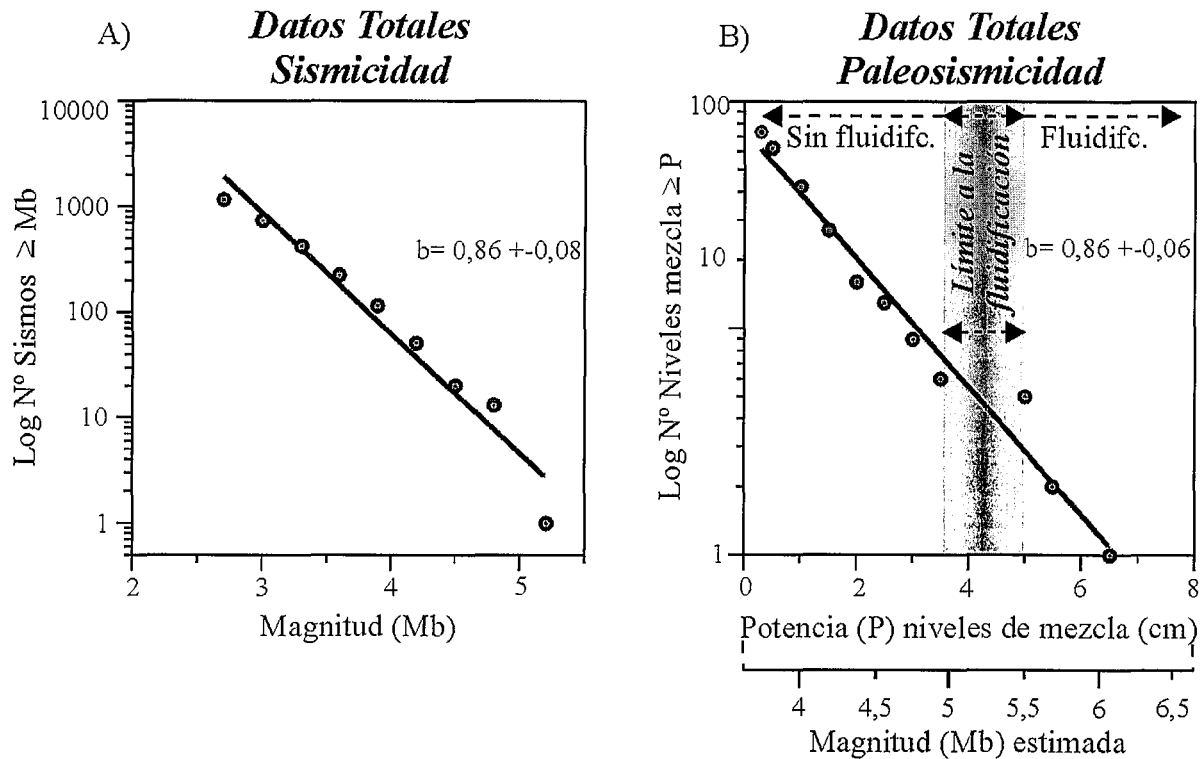 A)
Datos Totales
Sismicidad
10000
1000
100
10
1
Log Nº Sismos ≥ Mb
b= 0,86 +-0,08
2
3
4
5
Magnitud (Mb)
B)
Datos Totales
Paleosismicidad
100
10
1
Log Nº Niveles mezcla ≥ P
Sin fluidifc.
Fluidifc.
Límite a la
fluidificación
b= 0,86 +-0,06
0
2
4
6
8
Potencia (P) niveles de mezcla (cm)
4
4,5
5
5,5
6
6,5
Magnitud (Mb) estimada